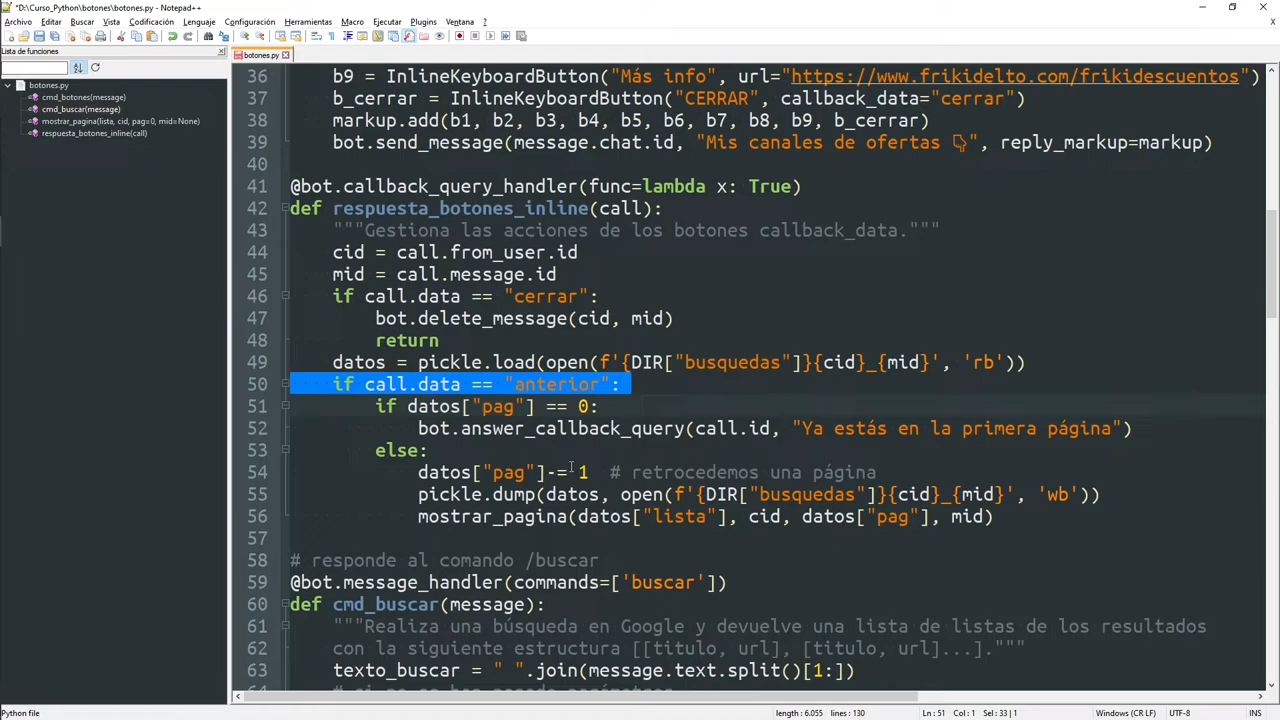 *D:\Curso_Python\botones\botones.py - Notepad++
Archivo Editar Buscar Vista Codificación Lenguaje Configuración Herramientas Macro Ejecutar Plugins Ventana ?
Lista de funciones
botones.py
botones.py
cmd_botones(message)
cmd_buscar(message)
mostrar_pagina(lista, cid, pag=0, mid=None)
respuesta_botones_inline(call)
36 b9 = InlineKeyboardButton("Más info", url="https://www.frikidelto.com/frikidescuentos")
37 b_cerrar = InlineKeyboardButton("CERRAR", callback_data="cerrar")
38 markup.add(b1, b2, b3, b4, b5, b6, b7, b8, b9, b_cerrar)
39 bot.send_message(message.chat.id, "Mis canales de ofertas 👇", reply_markup=markup)
40
41 @bot.callback_query_handler(func=lambda x: True)
42 def respuesta_botones_inline(call):
43 """Gestiona las acciones de los botones callback_data."""
44 cid = call.from_user.id
45 mid = call.message.id
46 if call.data == "cerrar":
47 bot.delete_message(cid, mid)
48 return
49 datos = pickle.load(open(f'{DIR["busquedas"]}{cid}_{mid}', 'rb'))
50 if call.data == "anterior":
51 if datos["pag"] == 0:
52 bot.answer_callback_query(call.id, "Ya estás en la primera página")
53 else:
54 datos["pag"]-= 1 # retrocedemos una página
55 pickle.dump(datos, open(f'{DIR["busquedas"]}{cid}_{mid}', 'wb'))
56 mostrar_pagina(datos["lista"], cid, datos["pag"], mid)
57
58 # responde al comando /buscar
59 @bot.message_handler(commands=['buscar'])
60 def cmd_buscar(message):
61 """Realiza una búsqueda en Google y devuelve una lista de listas de los resultados
62 con la siguiente estructura [[titulo, url], [titulo, url]...]."""
63 texto_buscar = " ".join(message.text.split()[1:])
Python file length : 6.055 lines : 130 Ln : 51 Col : 1 Sel : 33 | 1 Windows (CR LF) UTF-8 INS